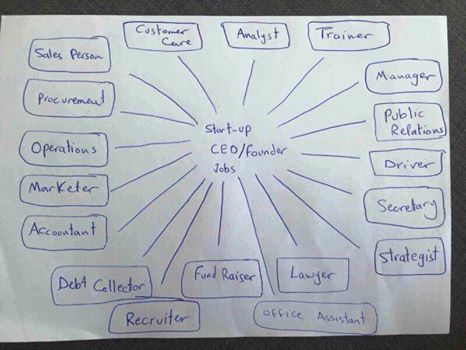 Customer
Care
Analyst
Trainer
Sales Person
Manager
Procurement
Public
Relations
Start-up
CEO/founder
Jobs
Operations
Driver
Marketer
Secretary
Accountant
Strategist
Debt Collector
Fund Raiser
Lawyer
Recruiter
Office Assistant